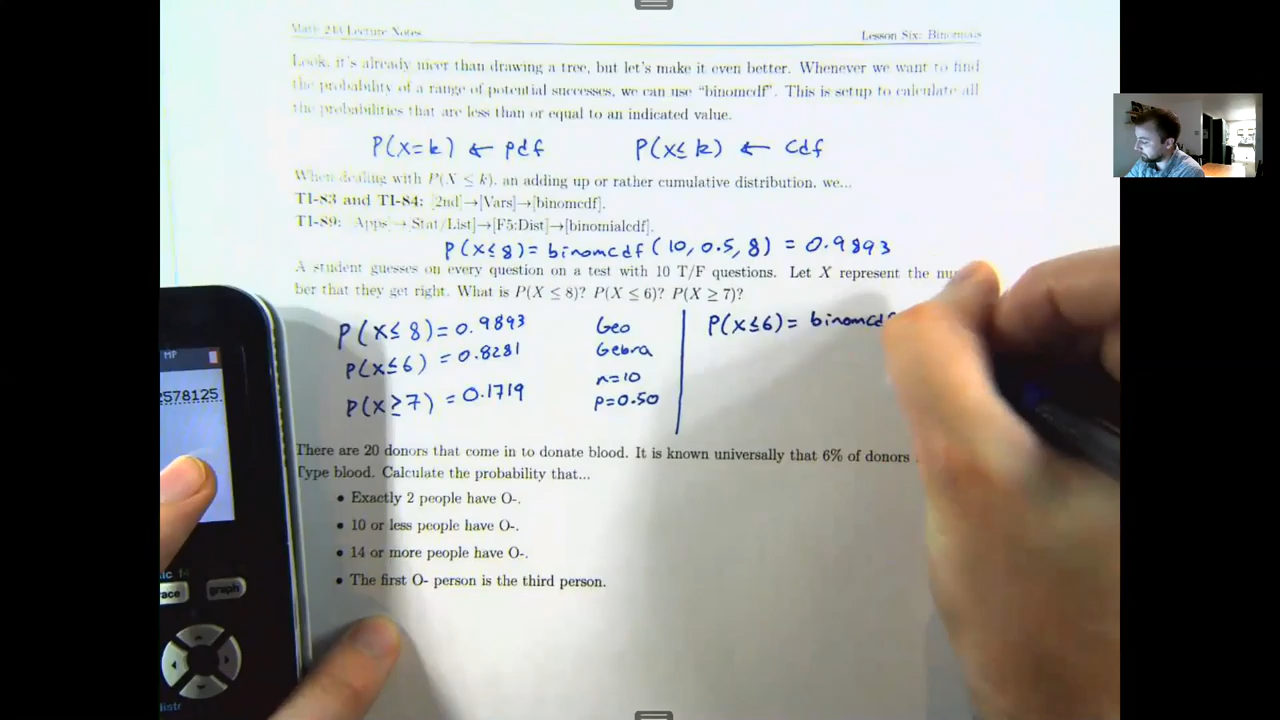 Math 243 Lecture Notes Lesson Six: Binomials
Look, it's already nicer than drawing a tree, but let's make it even better. Whenever we want to find
the probability of a range of potential successes, we can use "binomcdf". This is setup to calculate all
the probabilities that are less than or equal to an indicated value.
P(X=k) ← pdf P(X≤k) ← cdf
When dealing with P(X ≤ k), an adding up or rather cumulative distribution, we...
TI-83 and TI-84: [2nd]→[Vars]→[binomcdf].
TI-89: [Apps]→ Stat/List]→[F5:Dist]→[binomialcdf].
P(X≤8)= binomcdf(10, 0.5, 8) = 0.9893
A student guesses on every question on a test with 10 T/F questions. Let X represent the num-
ber that they get right. What is P(X ≤ 8)? P(X ≤ 6)? P(X ≥ 7)?
P(X≤8)=0.9893 Geo P(X≤6)= binomcdf
P(X≤6) = 0.8281 Gebra
P(X≥7) = 0.1719 n=10
p=0.50
There are 20 donors that come in to donate blood. It is known universally that 6% of donors
Type blood. Calculate the probability that...
• Exactly 2 people have O-.
• 10 or less people have O-.
• 14 or more people have O-.
• The first O- person is the third person.
MP
2578125
race graph
distr